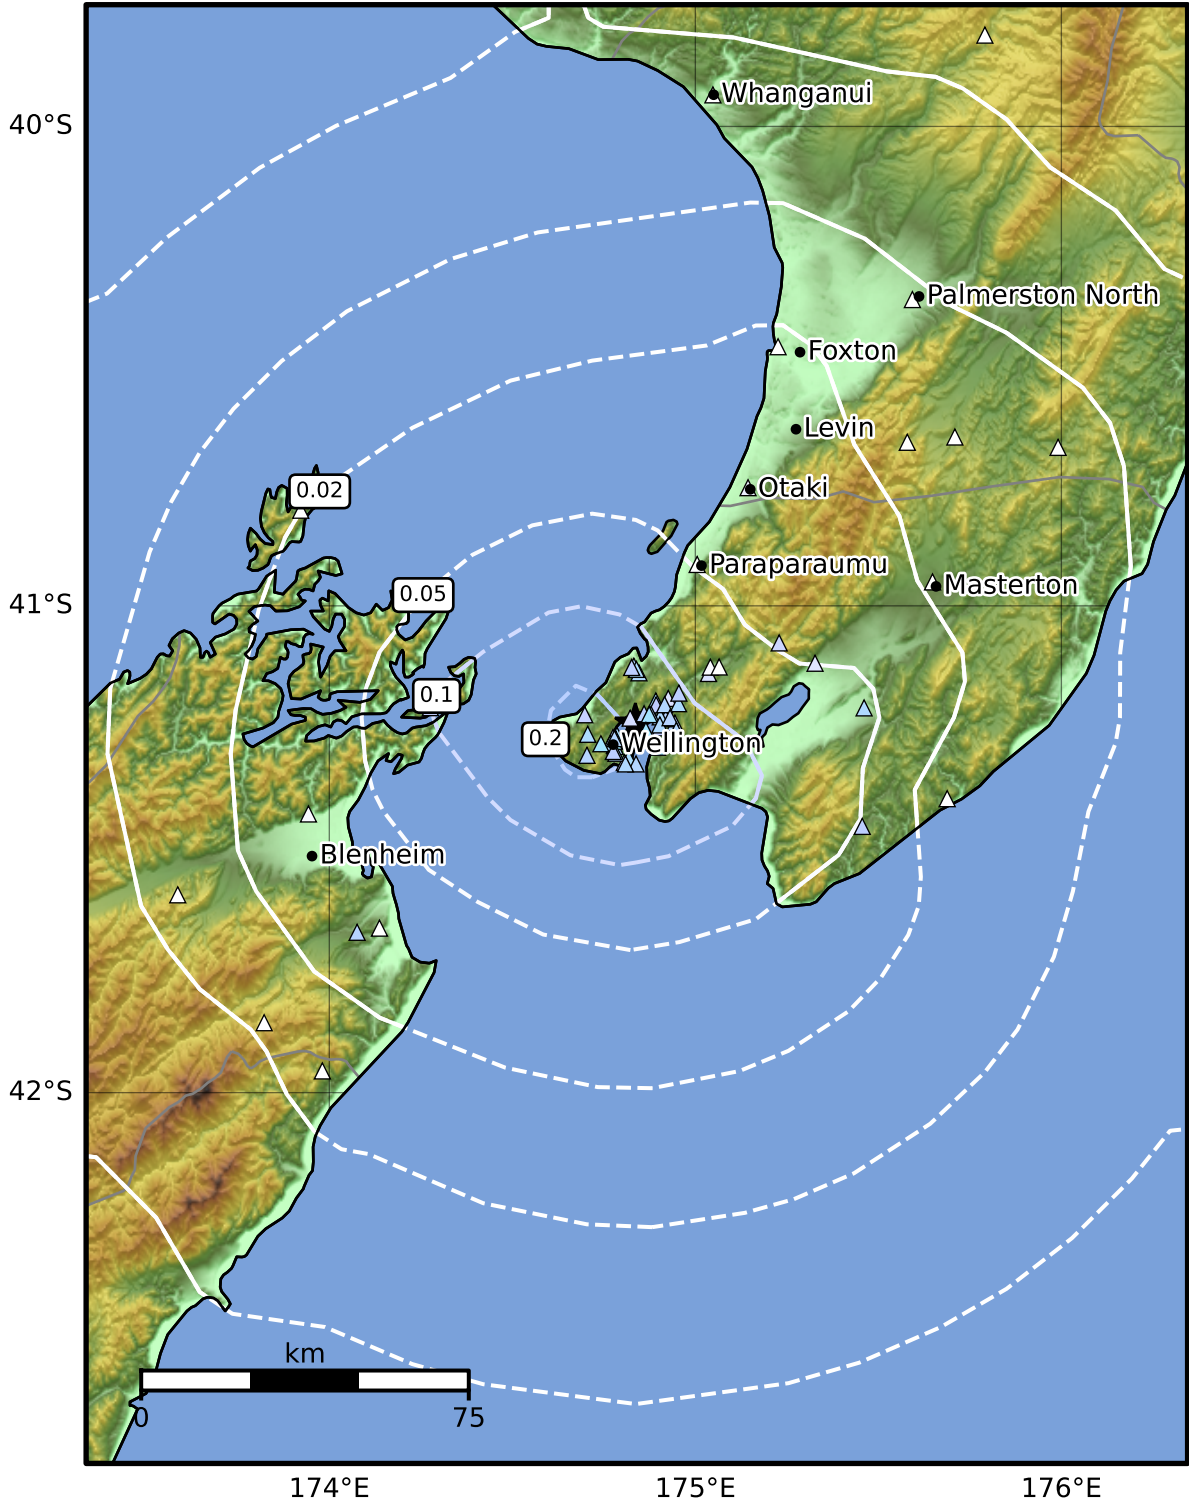 Whanganui
40°S
Palmerston North
Foxton
Levin
0.02
Otaki
Paraparaumu
Masterton
0.05
41°S
0.1
0.2
Wellington
Blenheim
42°S
km
0
75
174°E
175°E
176°E